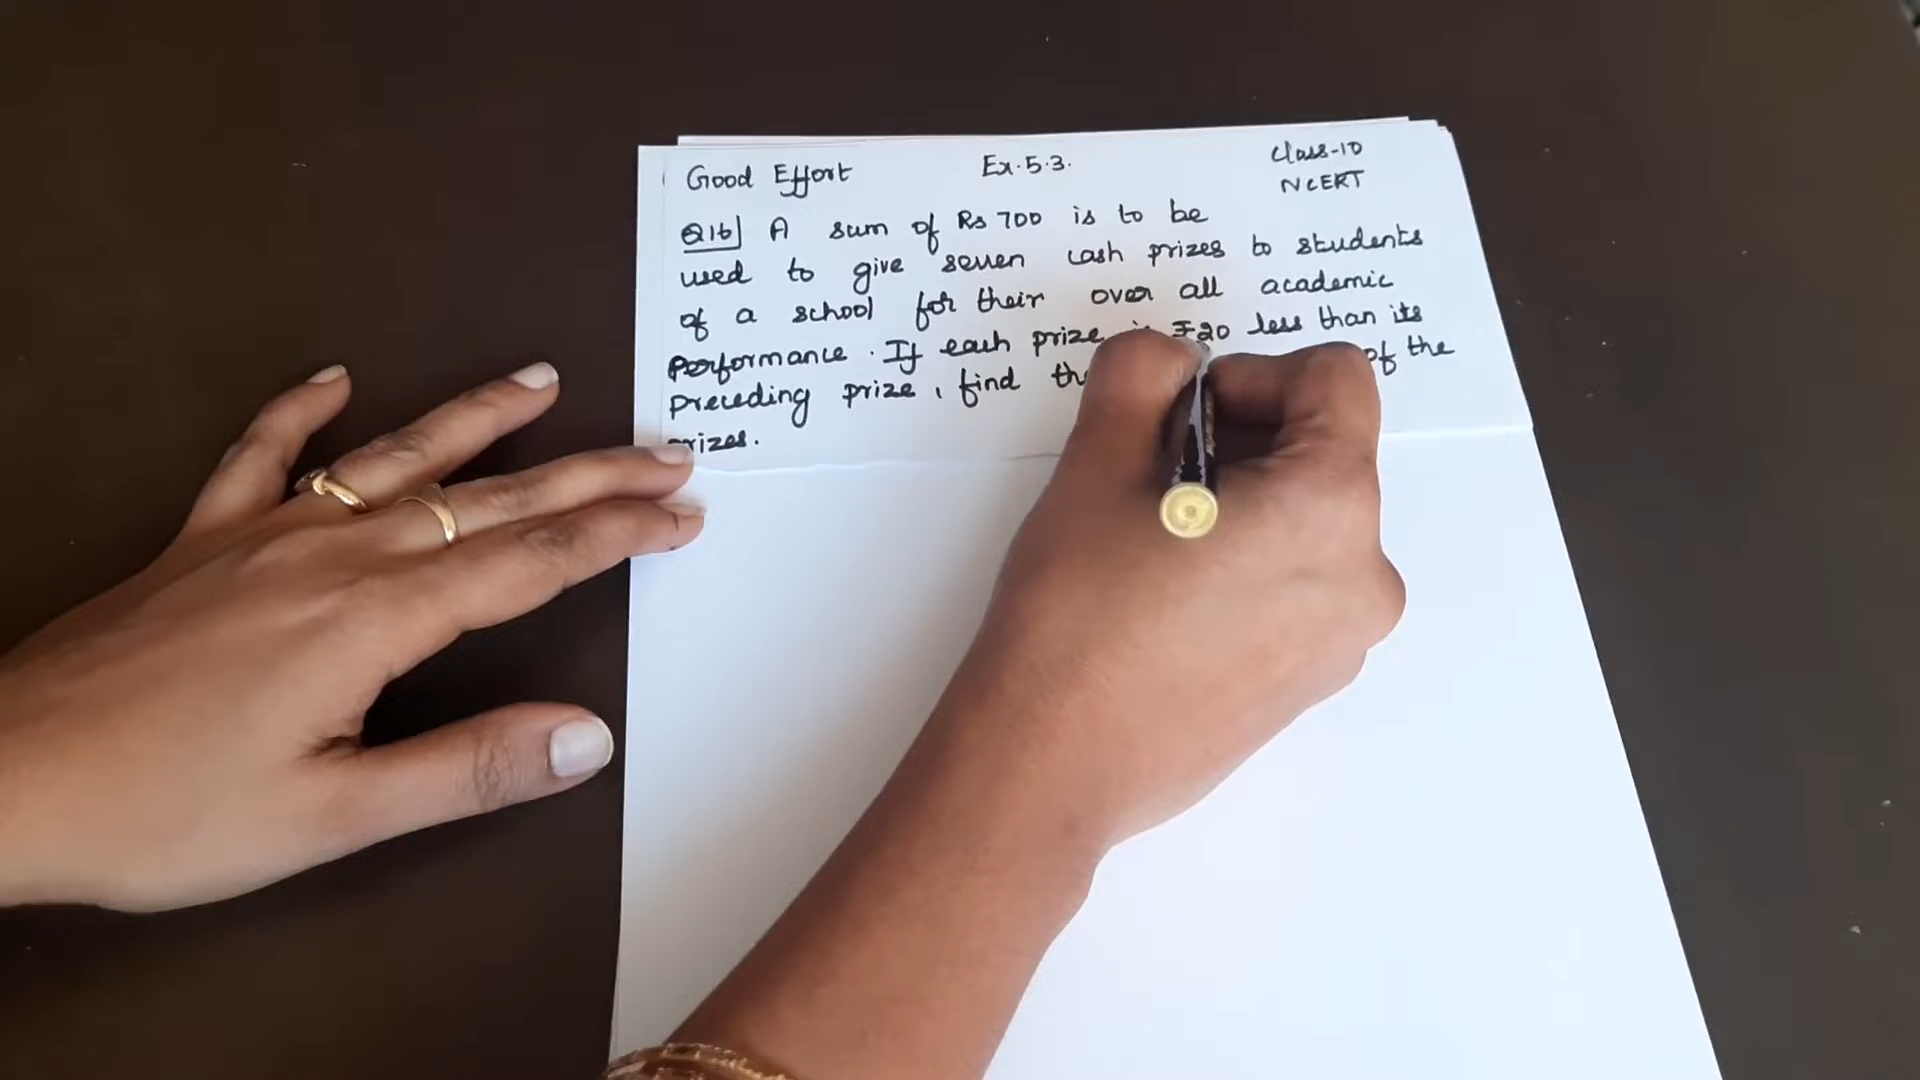 Good Effort Ex.5.3. Class-10
NCERT
Q16] A sum of Rs 700 is to be
used to give seven cash prizes to students
of a school for their over all academic
Performance. If each prize is ₹20 less than its
preceding prize, find of the
prizes.